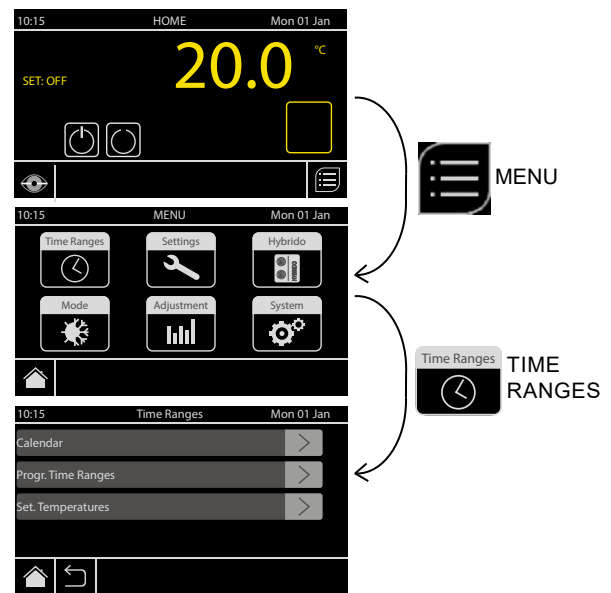 10:15 HOME Mon 01 Jan
20.0 °C
SET: OFF
MENU
10:15 MENU Mon 01 Jan
Time Ranges Settings Hybrido
HYBRIDO
Mode Adjustment System
Time Ranges
TIME
RANGES
10:15 Time Ranges Mon 01 Jan
Calendar
Progr. Time Ranges
Set. Temperatures